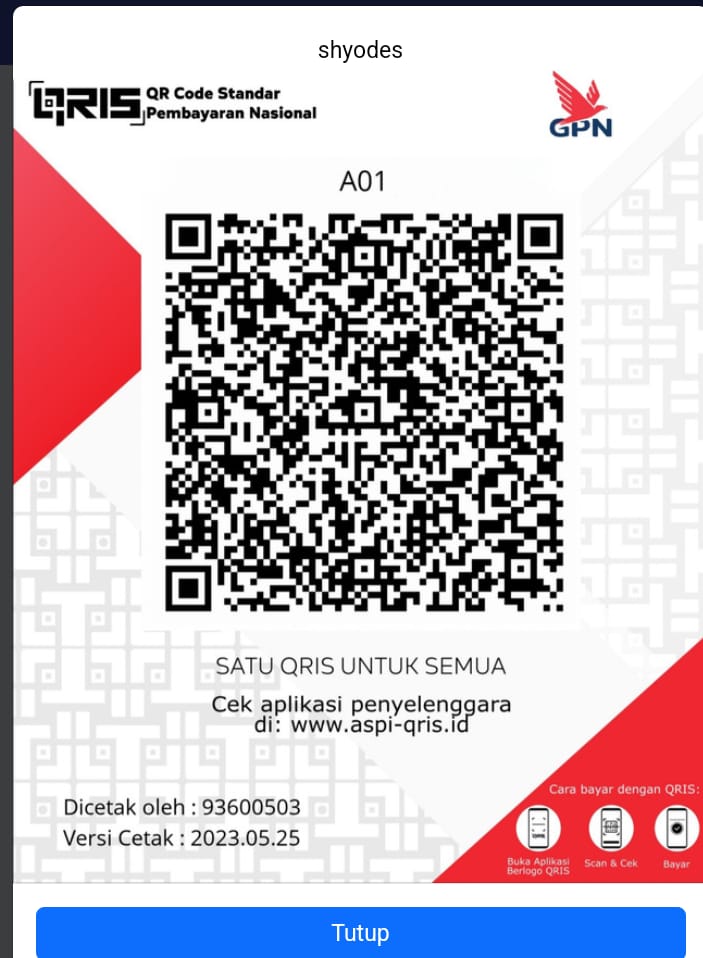 shyodes
QRIS QR Code Standar
Pembayaran Nasional
GPN
A01
SATU QRIS UNTUK SEMUA
Cek aplikasi penyelenggara
di: www.aspi-qris.id
Dicetak oleh : 93600503
Versi Cetak : 2023.05.25
Cara bayar dengan QRIS:
Buka Aplikasi
Berlogo QRIS
Scan & Cek
Bayar
Tutup